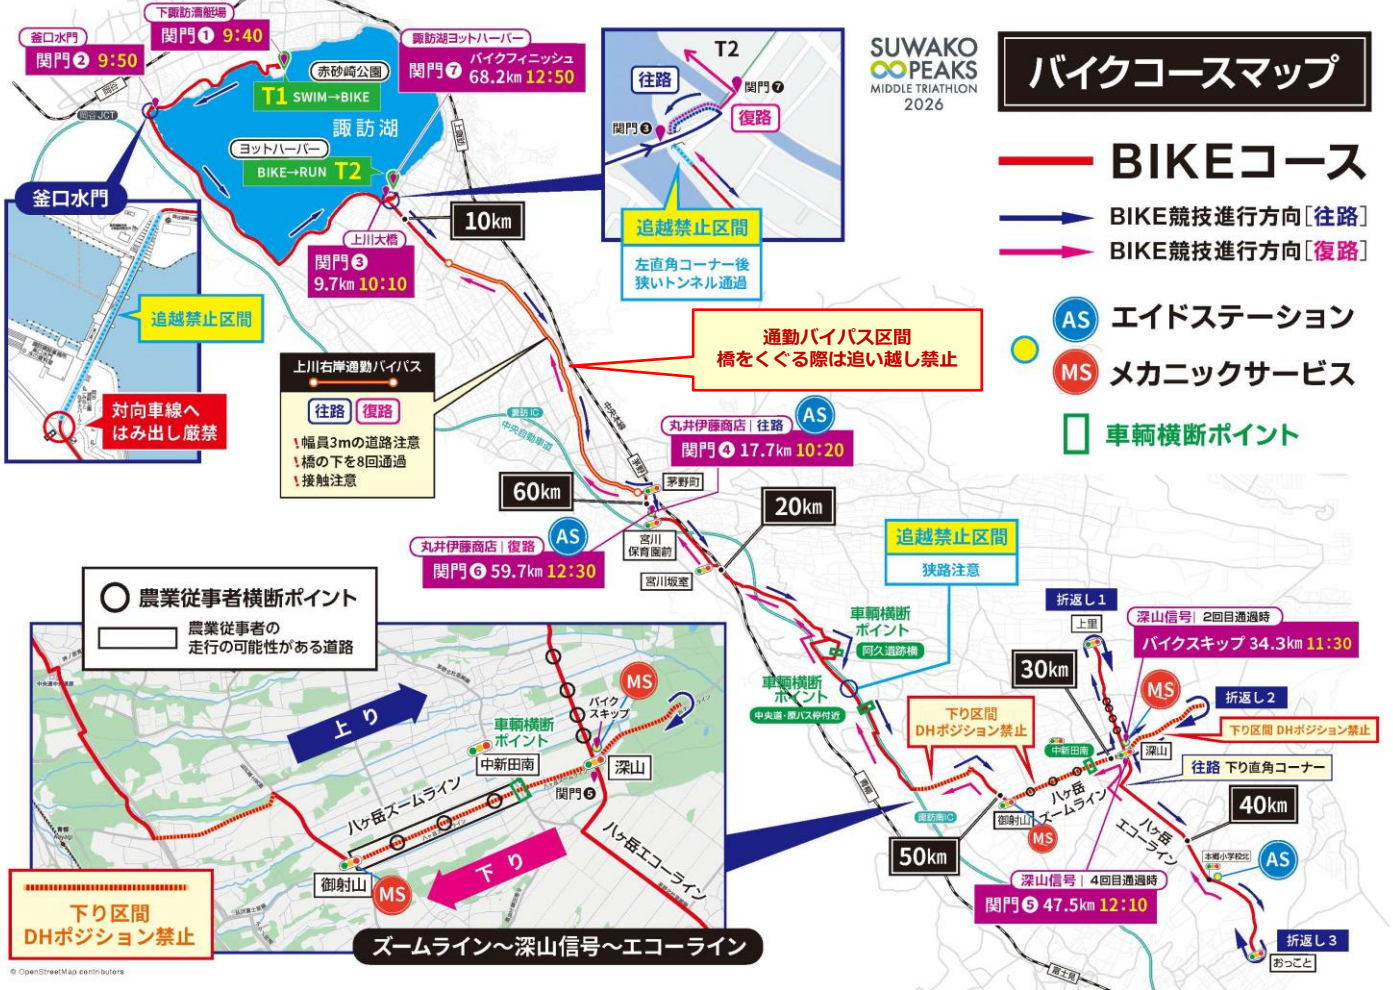 下諏訪漕艇場
関門❶ 9:40
釜口水門
関門❷ 9:50
諏訪湖ヨットハーバー
関門❼ バイクフィニッシュ
68.2km 12:50
赤砂崎公園
T1 SWIM→BIKE
諏訪湖
ヨットハーバー
BIKE→RUN T2
岡谷
岡谷JCT
上諏訪
釜口水門
追越禁止区間
対向車線へ
はみ出し厳禁
上川大橋
関門❸
9.7km 10:10
10km
T2
往路
関門❼
復路
関門❸
追越禁止区間
左直角コーナー後
狭いトンネル通過
SUWAKO
PEAKS
MIDDLE TRIATHLON
2026
バイクコースマップ
BIKEコース
BIKE競技進行方向[往路]
BIKE競技進行方向[復路]
AS エイドステーション
MS メカニックサービス
車輌横断ポイント
通勤バイパス区間
橋をくぐる際は追い越し禁止
上川右岸通勤バイパス
往路 復路
!幅員3mの道路注意
!橋の下を8回通過
!接触注意
諏訪IC
中央自動車道
中央本線
丸井伊藤商店|往路
AS
関門❹ 17.7km 10:20
茅野
茅野町
60km
20km
宮川
保育園前
宮川坂室
丸井伊藤商店|復路
AS
関門❻ 59.7km 12:30
追越禁止区間
狭路注意
車輌横断
ポイント
阿久遺跡横
車輌横断
ポイント
中央道・原バス停付近
折返し1
上里
深山信号|2回目通過時
バイクスキップ 34.3km 11:30
30km
MS
折返し2
下り区間 DHポジション禁止
深山
中新田南
往路 下り直角コーナー
下り区間
DHポジション禁止
八ヶ岳
ズームライン
御射山
MS
諏訪南IC
青柳
50km
八ヶ岳
エコーライン
40km
本郷小学校北
AS
深山信号|4回目通過時
関門❺ 47.5km 12:10
折返し3
おっこと
富士見
農業従事者横断ポイント
農業従事者の
走行の可能性がある道路
上り
MS
バイク
スキップ
車輌横断
ポイント
中新田南
深山
関門❺
八ヶ岳ズームライン
八ヶ岳エコーライン
下り
御射山
MS
青柳
下り区間
DHポジション禁止
ズームライン〜深山信号〜エコーライン
© OpenStreetMap contributors